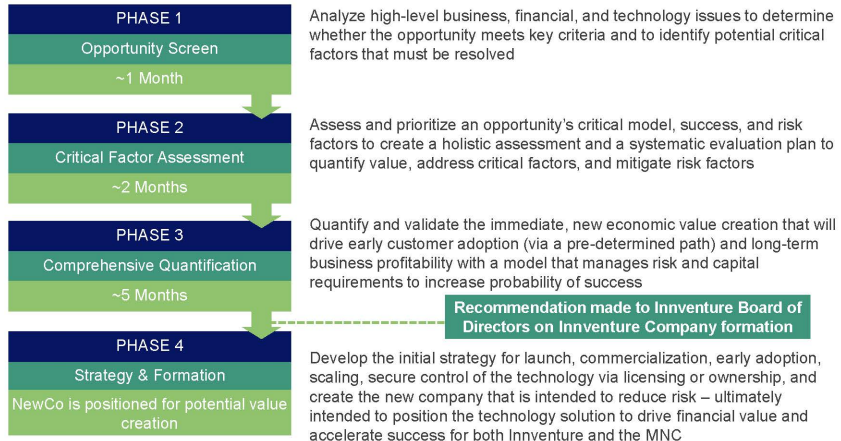 PHASE 1
Opportunity Screen
~1 Month
Analyze high-level business, financial, and technology issues to determine
whether the opportunity meets key criteria and to identify potential critical
factors that must be resolved
PHASE 2
Critical Factor Assessment
~2 Months
Assess and prioritize an opportunity's critical model, success, and risk
factors to create a holistic assessment and a systematic evaluation plan to
quantify value, address critical factors, and mitigate risk factors
PHASE 3
Comprehensive Quantification
~5 Months
Quantify and validate the immediate, new economic value creation that will
drive early customer adoption (via a pre-determined path) and long-term
business profitability with a model that manages risk and capital
requirements to increase probability of success
Recommendation made to Innventure Board of
Directors on Innventure Company formation
PHASE 4
Strategy & Formation
NewCo is positioned for potential value
creation
Develop the initial strategy for launch, commercialization, early adoption,
scaling, secure control of the technology via licensing or ownership, and
create the new company that is intended to reduce risk – ultimately
intended to position the technology solution to drive financial value and
accelerate success for both Innventure and the MNC